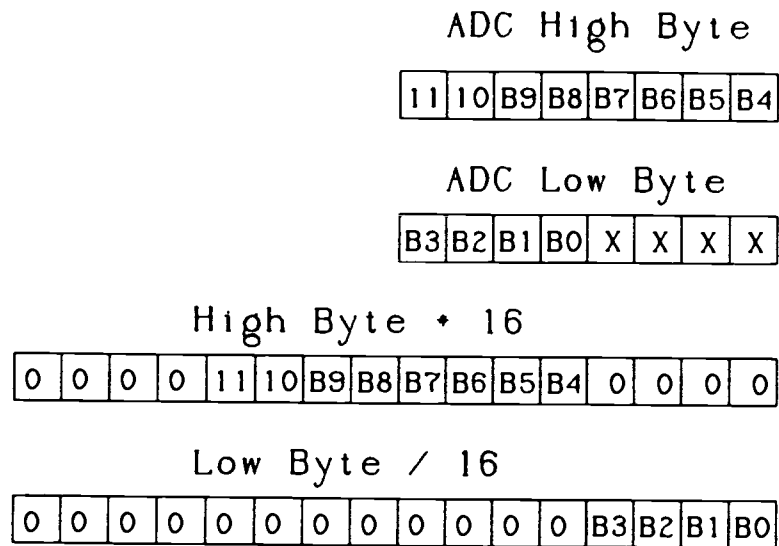 ADC High Byte
11 10 B9 B8 B7 B6 B5 B4
ADC Low Byte
B3 B2 B1 B0 X X X X
High Byte * 16
0 0 0 0 11 10 B9 B8 B7 B6 B5 B4 0 0 0 0
Low Byte / 16
0 0 0 0 0 0 0 0 0 0 0 0 B3 B2 B1 B0